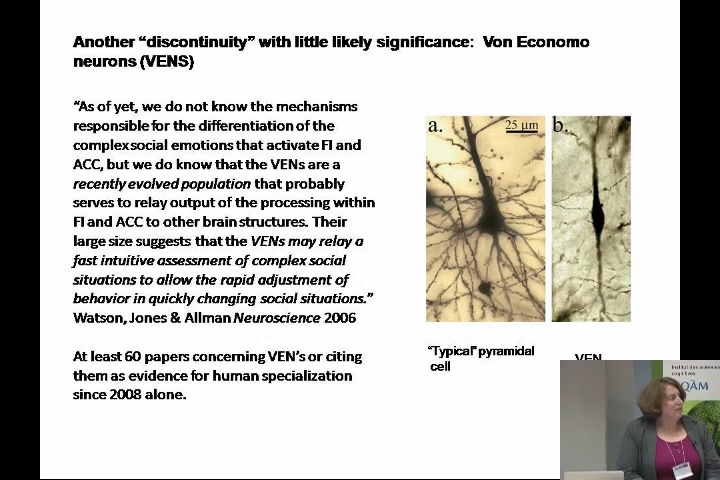 Another “discontinuity” with little likely significance:  Von Economo
neurons (VENS)
“As of yet, we do not know the mechanisms
responsible for the differentiation of the
complex social emotions that activate FI and
ACC, but we do know that the VENs are a
recently evolved population that probably
serves to relay output of the processing within
FI and ACC to other brain structures. Their
large size suggests that the VENs may relay a
fast intuitive assessment of complex social
situations to allow the rapid adjustment of
behavior in quickly changing social situations.”
Watson, Jones & Allman Neuroscience 2006
At least 60 papers concerning VEN’s or citing
them as evidence for human specialization
since 2008 alone.
a.
25 µm
b.
“Typical” pyramidal
cell
VEN
Institut des sciences
cognitives
UQÀM